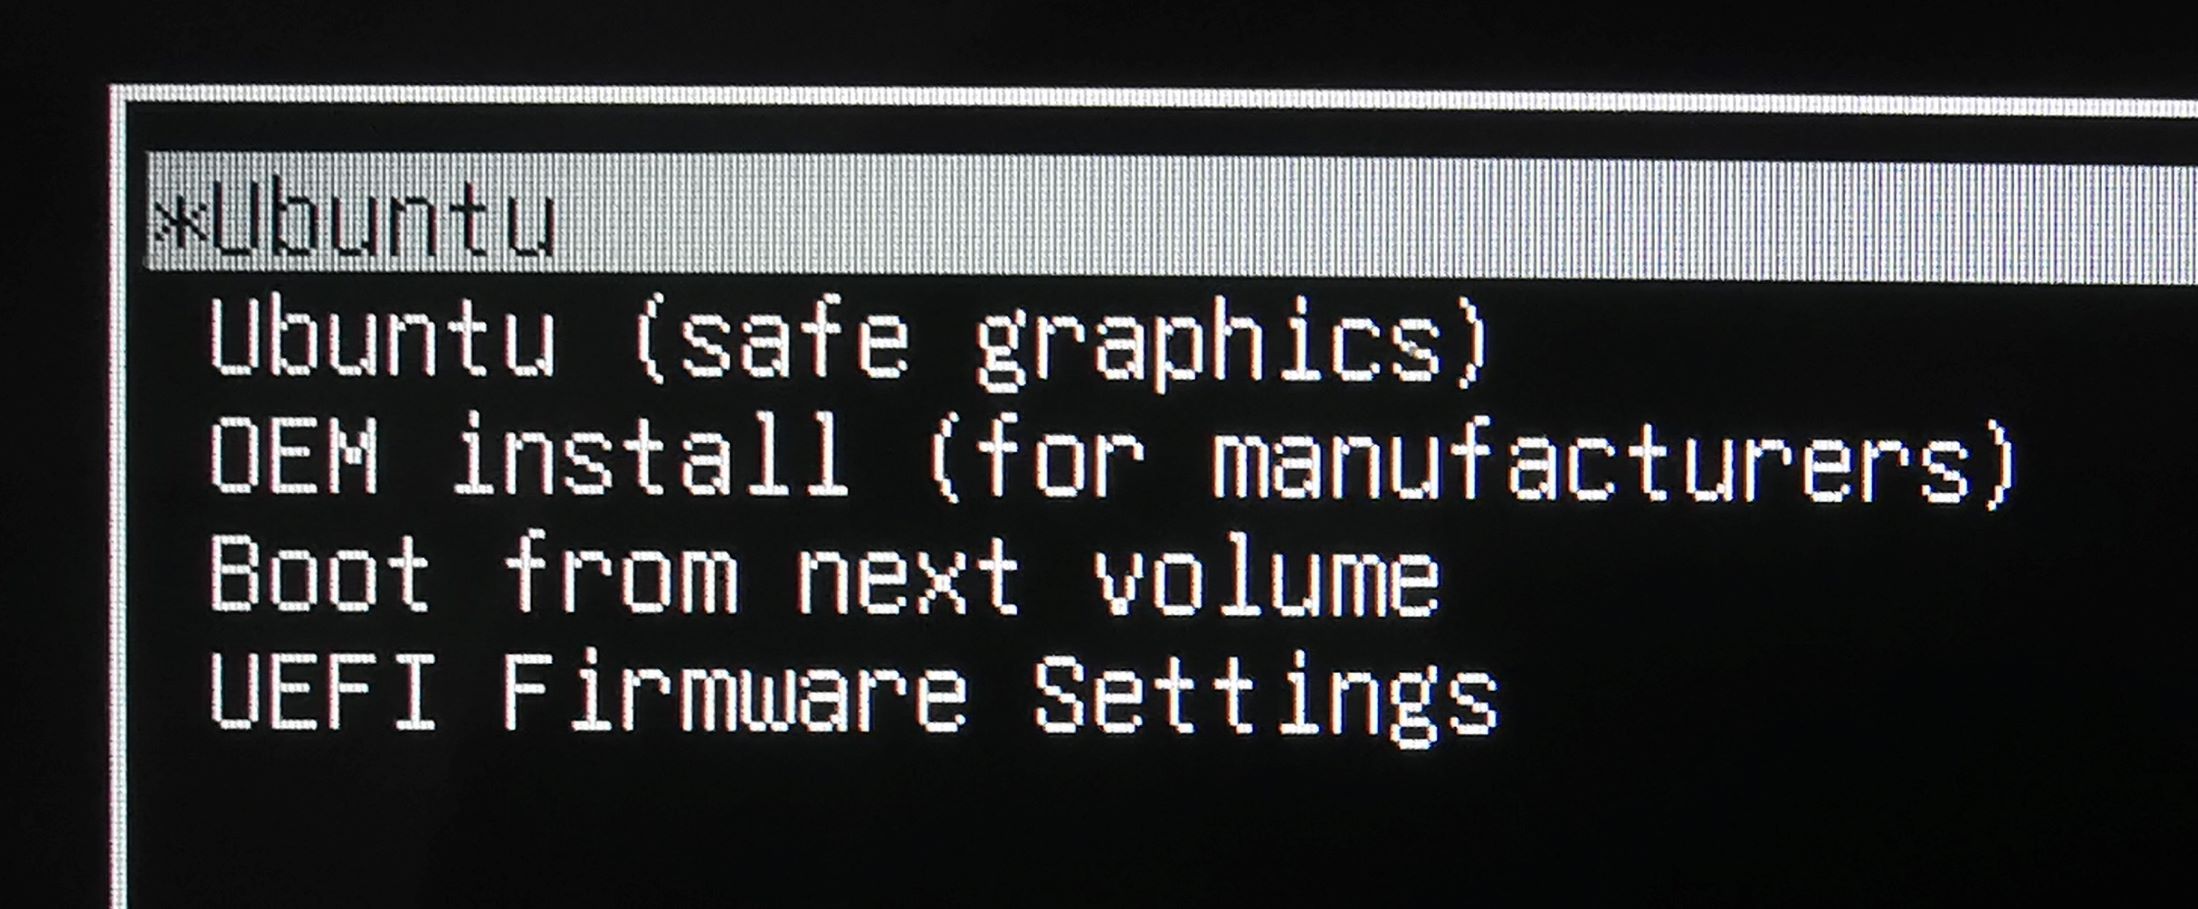 *Ubuntu
Ubuntu (safe graphics)
OEM install (for manufacturers)
Boot from next volume
UEFI Firmware Settings